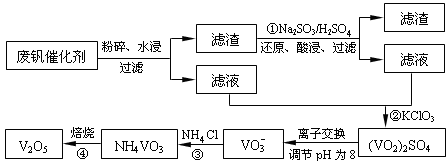 废钒催化剂
粉碎、水浸
过滤
滤渣
滤液
①Na₂SO₃/H₂SO₄
还原、酸浸、过滤
滤渣
滤液
②KClO₃
(VO₂)₂SO₄
离子交换
调节 pH 为 8
VO₃⁻
NH₄Cl
③
NH₄VO₃
焙烧
④
V₂O₅